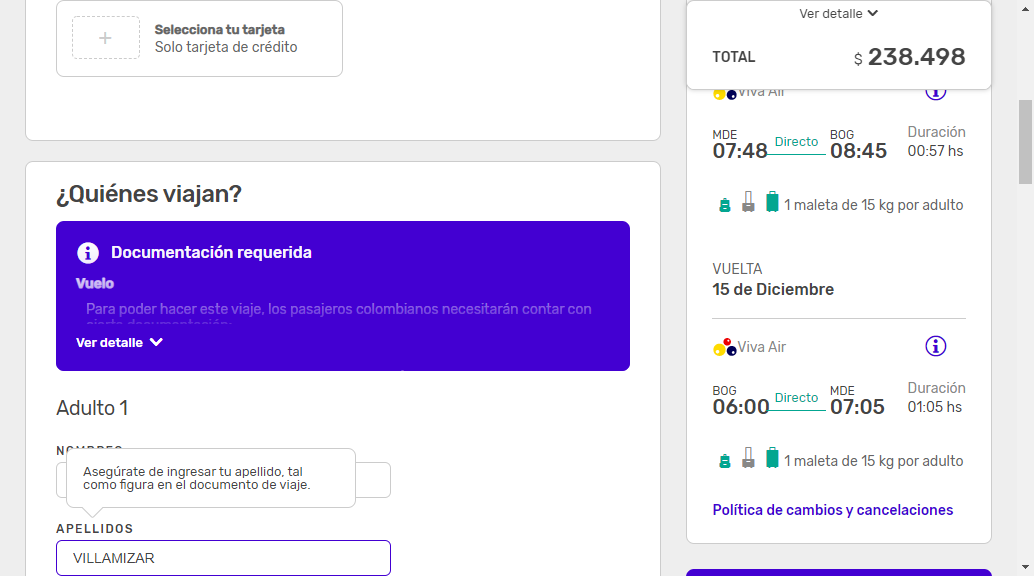 Selecciona tu tarjeta
Solo tarjeta de crédito
¿Quiénes viajan?
Documentación requerida
Vuelo
Para poder hacer este viaje, los pasajeros colombianos necesitarán contar con
cierta documentación:
Ver detalle
Adulto 1
NOMBRES
Asegúrate de ingresar tu apellido, tal
como figura en el documento de viaje.
APELLIDOS
VILLAMIZAR
Ver detalle
TOTAL $ 238.498
Viva Air
MDE BOG Duración
07:48 Directo 08:45 00:57 hs
1 maleta de 15 kg por adulto
VUELTA
15 de Diciembre
Viva Air
BOG MDE Duración
06:00 Directo 07:05 01:05 hs
1 maleta de 15 kg por adulto
Política de cambios y cancelaciones